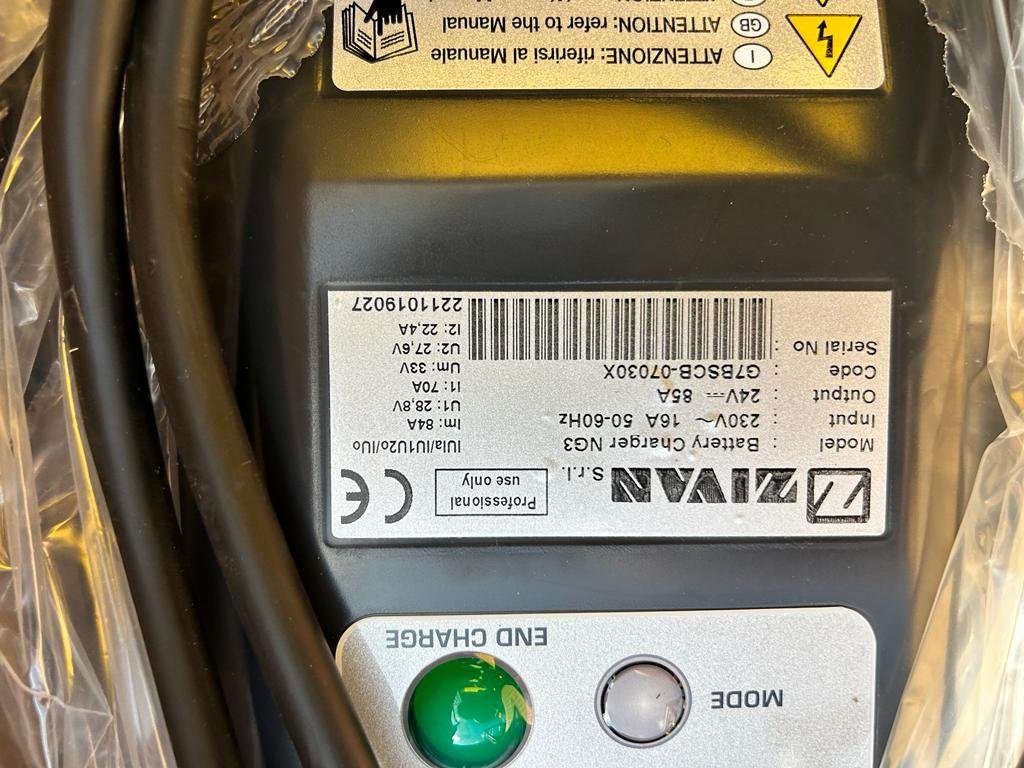 MODE
END CHARGE
ZIVAN S.r.l.
Professional
use only
CE
Model : Battery Charger NG3
Input : 230V~ 16A 50-60Hz
Output : 24V⎓ 85A
Code : G7BSCB-07030X
Serial No :
IUIa/IU1U2o/IUo
Im: 84A
U1: 28,8V
I1: 70A
Um: 33V
U2: 27,6V
I2: 22,4A
2211019027
I ATTENZIONE: riferirsi al Manuale
GB ATTENTION: refer to the Manual